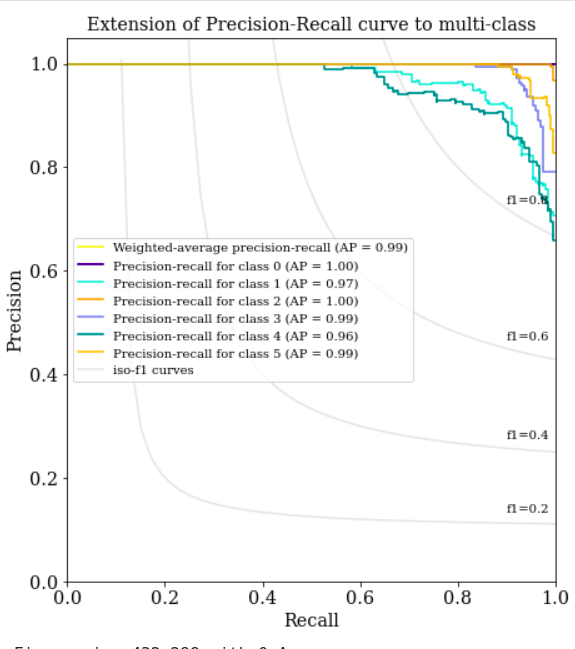 Extension of Precision-Recall curve to multi-class
1.0
0.8
0.6
0.4
0.2
0.0
Precision
f1=0.8
f1=0.6
f1=0.4
f1=0.2
Weighted-average precision-recall (AP = 0.99)
Precision-recall for class 0 (AP = 1.00)
Precision-recall for class 1 (AP = 0.97)
Precision-recall for class 2 (AP = 1.00)
Precision-recall for class 3 (AP = 0.99)
Precision-recall for class 4 (AP = 0.96)
Precision-recall for class 5 (AP = 0.99)
iso-f1 curves
0.0 0.2 0.4 0.6 0.8 1.0
Recall